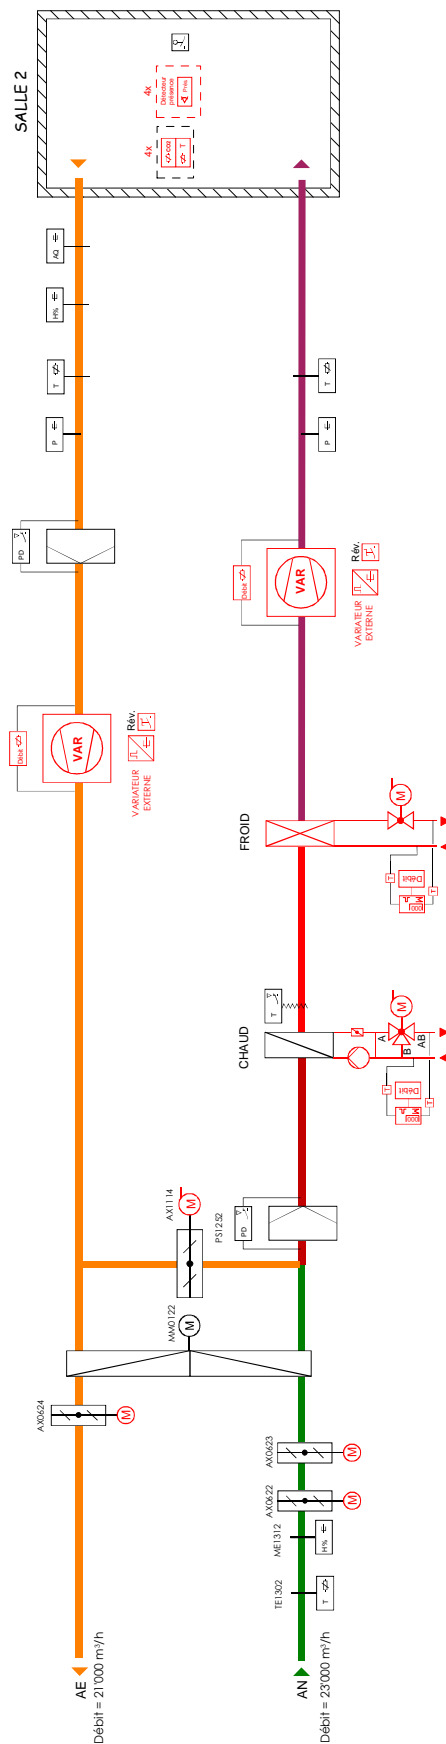 SALLE 2
4x
Détecteur
présence
Prés
4x
CO2
T
AQ
H%
T
P
T
P
PD
Débit
VAR
Rév.
VARIATEUR
EXTERNE
Débit
VAR
Rév.
VARIATEUR
EXTERNE
FROID
M
T
Débit
M
000
T
CHAUD
T
A
B
AB
M
T
Débit
M
000
T
AX1114
M
PS1252
PD
MM0122
M
AX0624
M
AX0623
M
AX0622
M
ME1312
H%
TE1302
T
AE
Débit = 21'000 m³/h
AN
Débit = 23'000 m³/h